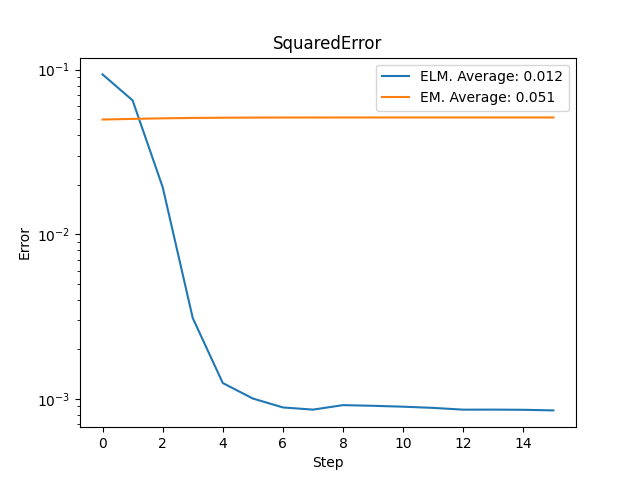 SquaredError
ELM. Average: 0.012
EM. Average: 0.051
10⁻¹
10⁻²
10⁻³
Error
0 2 4 6 8 10 12 14
Step